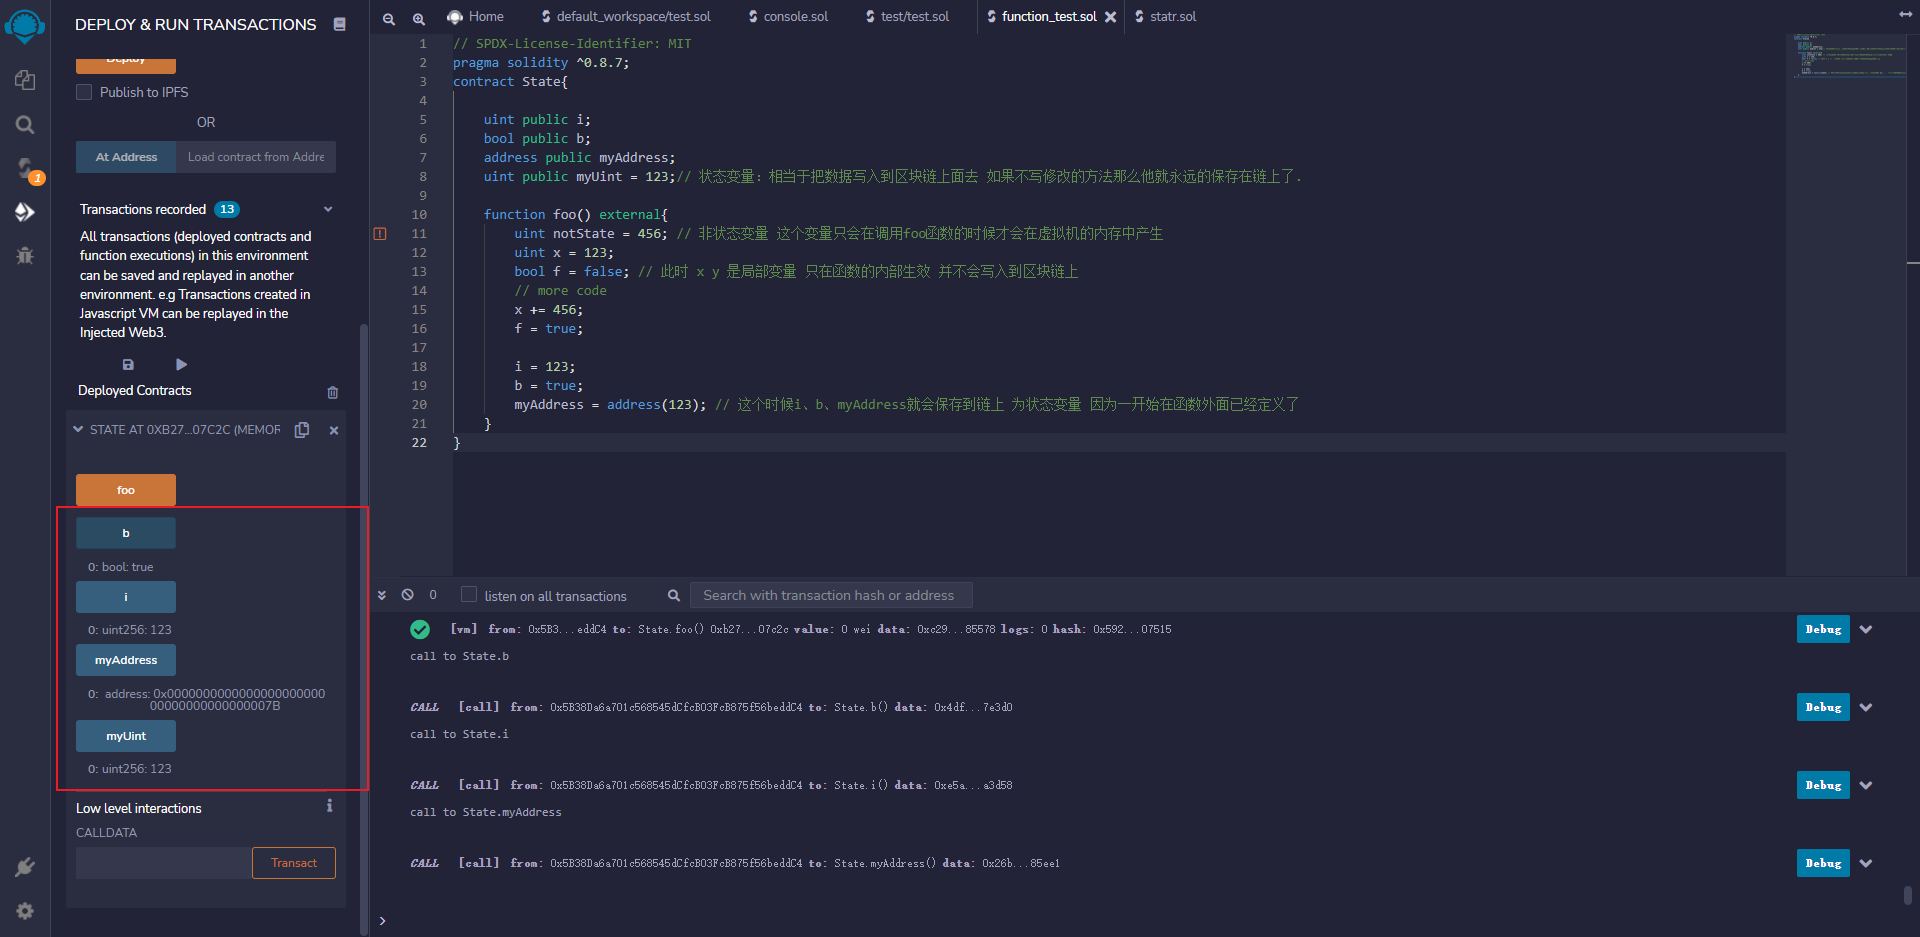 DEPLOY & RUN TRANSACTIONS
Deploy
Publish to IPFS
OR
At Address
Load contract from Addre
Transactions recorded 13
All transactions (deployed contracts and
function executions) in this environment
can be saved and replayed in another
environment. e.g Transactions created in
Javascript VM can be replayed in the
Injected Web3.
Deployed Contracts
STATE AT 0XB27...07C2C (MEMOR
foo
b
0: bool: true
i
0: uint256: 123
myAddress
0: address: 0x0000000000000000000000
00000000000000007B
myUint
0: uint256: 123
Low level interactions
i
CALLDATA
Transact
1
Home
default_workspace/test.sol
console.sol
test/test.sol
function_test.sol
statr.sol
1 // SPDX-License-Identifier: MIT
2 pragma solidity ^0.8.7;
3 contract State{
4
5 uint public i;
6 bool public b;
7 address public myAddress;
8 uint public myUint = 123;// 状态变量：相当于把数据写入到区块链上面去 如果不写修改的方法那么他就永远的保存在链上了.
9
10 function foo() external{
11 uint notState = 456; // 非状态变量 这个变量只会在调用foo函数的时候才会在虚拟机的内存中产生
12 uint x = 123;
13 bool f = false; // 此时 x y 是局部变量 只在函数的内部生效 并不会写入到区块链上
14 // more code
15 x += 456;
16 f = true;
17
18 i = 123;
19 b = true;
20 myAddress = address(123); // 这个时候i、b、myAddress就会保存到链上 为状态变量 因为一开始在函数外面已经定义了
21 }
22 }
0
listen on all transactions
Search with transaction hash or address
[vm] from: 0x5B3...eddC4 to: State.foo() 0xb27...07c2c value: 0 wei data: 0xc29...85578 logs: 0 hash: 0x592...07515
Debug
call to State.b
CALL [call] from: 0x5B38Da6a701c568545dCfcB03FcB875f56beddC4 to: State.b() data: 0x4df...7e3d0
Debug
call to State.i
CALL [call] from: 0x5B38Da6a701c568545dCfcB03FcB875f56beddC4 to: State.i() data: 0xe5a...a3d58
Debug
call to State.myAddress
CALL [call] from: 0x5B38Da6a701c568545dCfcB03FcB875f56beddC4 to: State.myAddress() data: 0x26b...85ee1
Debug
>